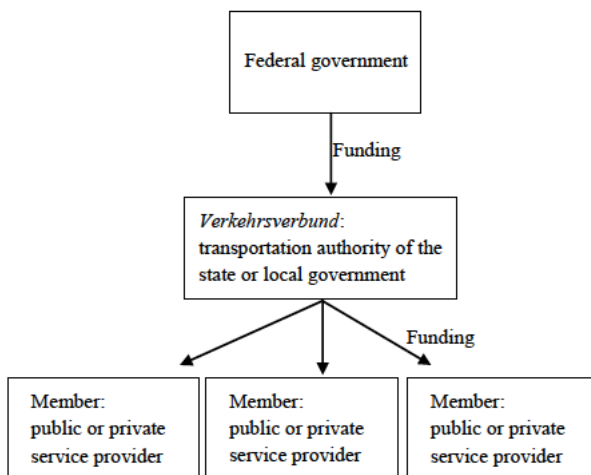 Federal government
Funding
Verkehrsverbund:
transportation authority of the
state or local government
Funding
Member:
public or private
service provider
Member:
public or private
service provider
Member:
public or private
service provider